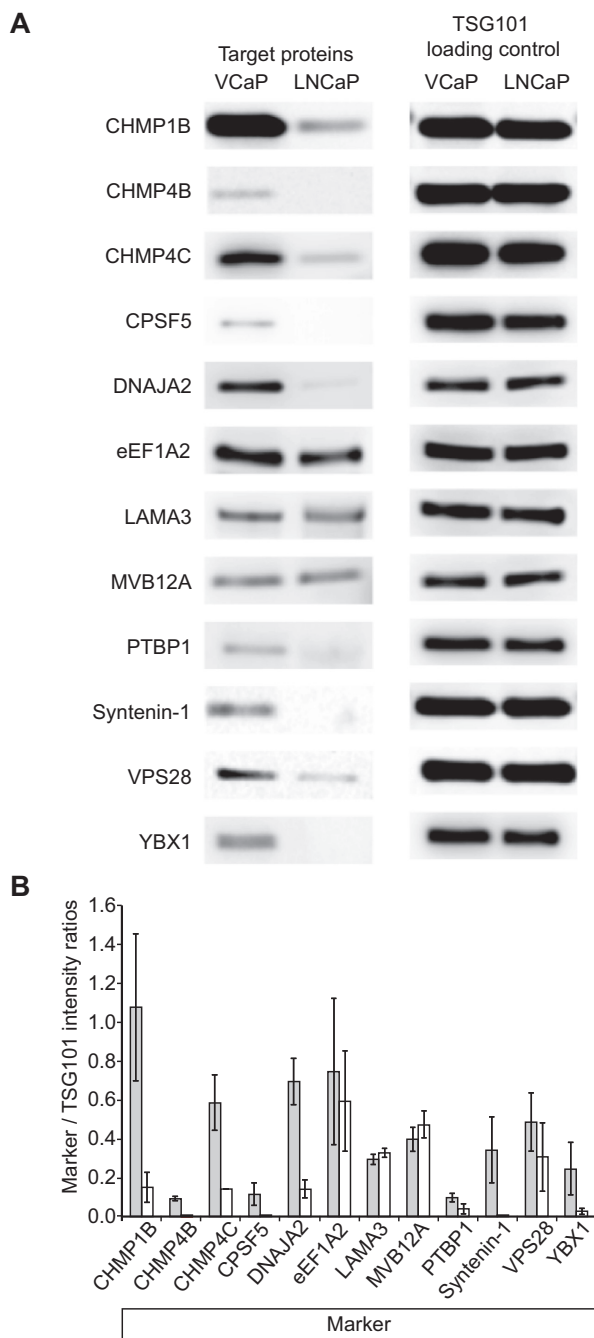 A
Target proteins
VCaP LNCaP
TSG101
loading control
VCaP LNCaP
CHMP1B
CHMP4B
CHMP4C
CPSF5
DNAJA2
eEF1A2
LAMA3
MVB12A
PTBP1
Syntenin-1
VPS28
YBX1
B
Marker / TSG101 intensity ratios
1.6
1.4
1.2
1.0
0.8
0.6
0.4
0.2
0.0
CHMP1B
CHMP4B
CHMP4C
CPSF5
DNAJA2
eEF1A2
LAMA3
MVB12A
PTBP1
Syntenin-1
VPS28
YBX1
Marker